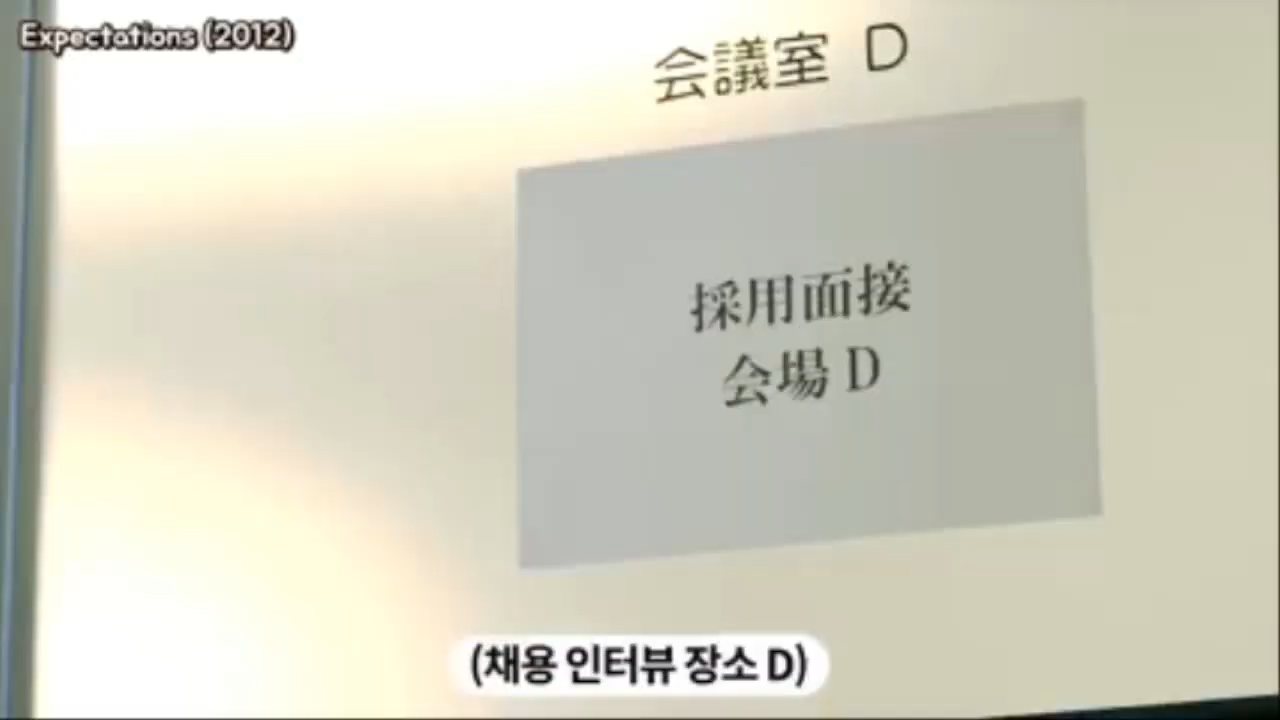 Expectations (2012)
会議室 D
採用面接
会場 D
(채용 인터뷰 장소 D)